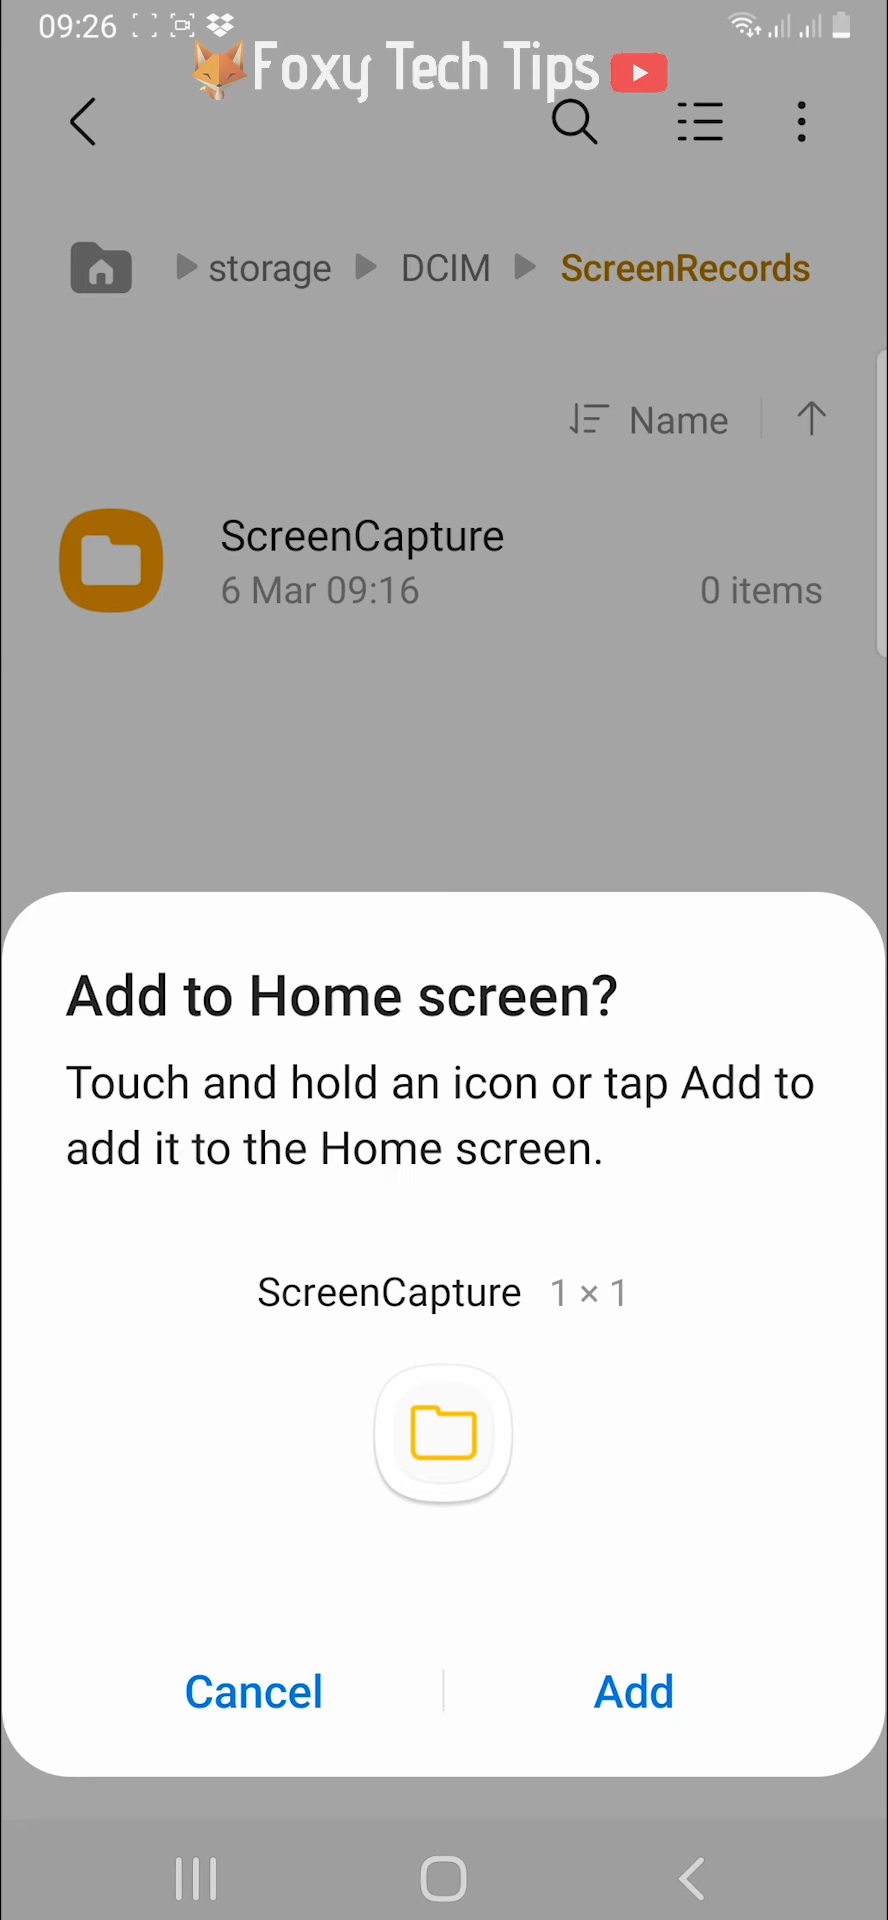 09:26
Foxy Tech Tips
storage DCIM ScreenRecords
Name
ScreenCapture
6 Mar 09:16 0 items
Add to Home screen?
Touch and hold an icon or tap Add to
add it to the Home screen.
ScreenCapture 1 × 1
Cancel Add